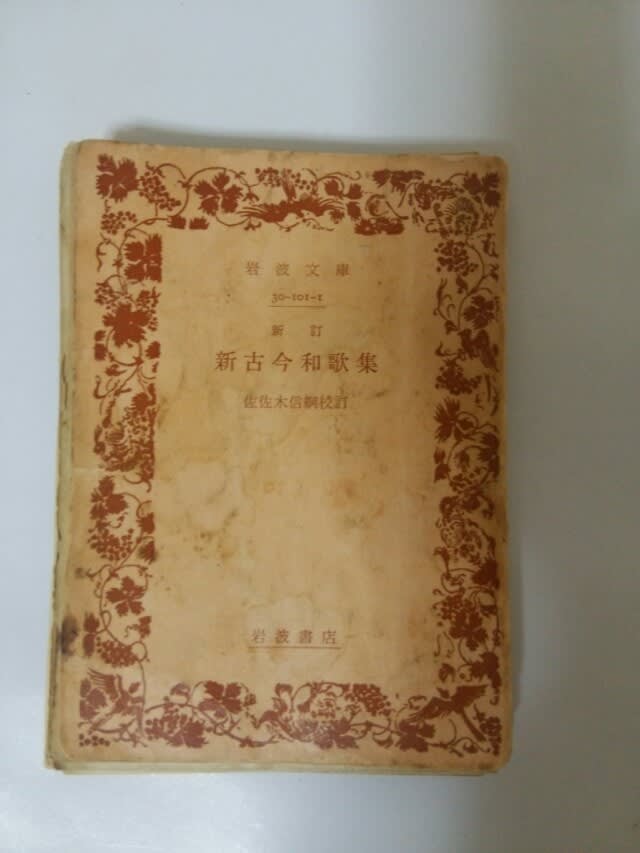 岩波文庫
30-101-1
新訂
新古今和歌集
佐佐木信綱校訂
岩波書店